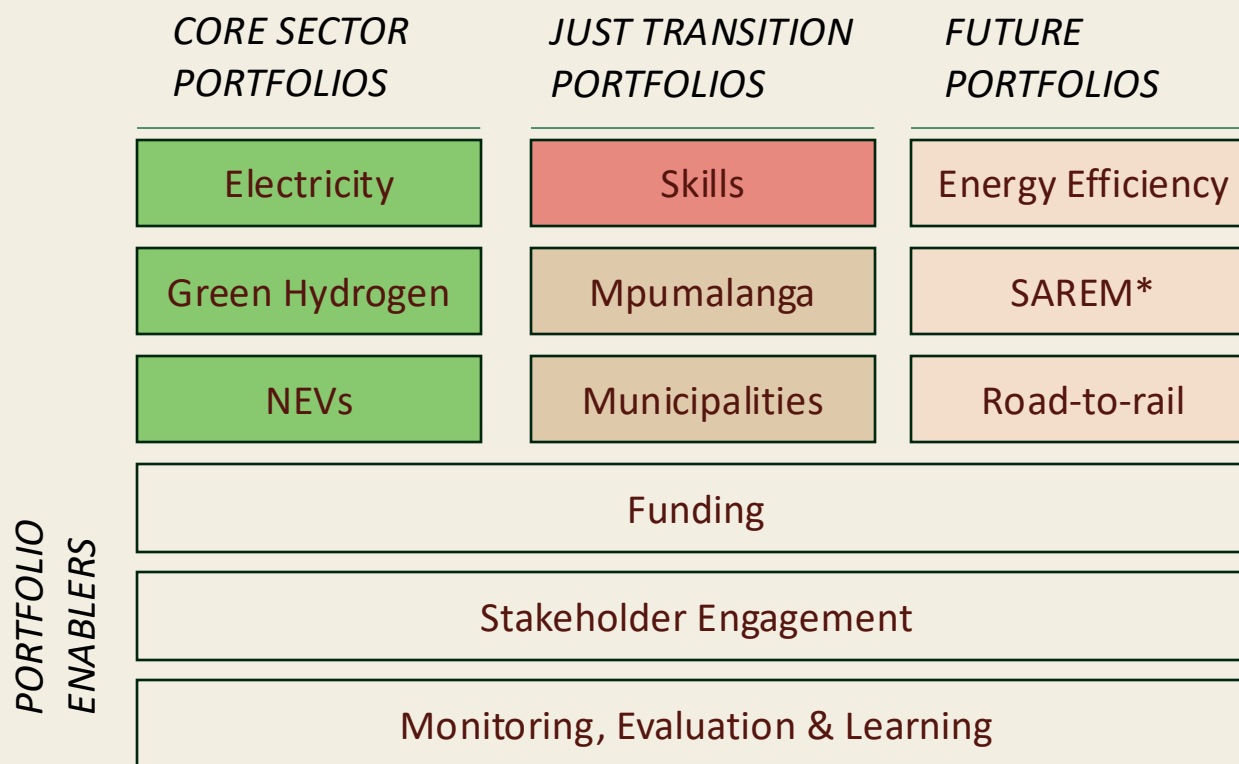 CORE SECTOR
PORTFOLIOS
JUST TRANSITION
PORTFOLIOS
FUTURE
PORTFOLIOS
Electricity
Skills
Energy Efficiency
Green Hydrogen
Mpumalanga
SAREM*
NEVs
Municipalities
Road-to-rail
PORTFOLIO
ENABLERS
Funding
Stakeholder Engagement
Monitoring, Evaluation & Learning